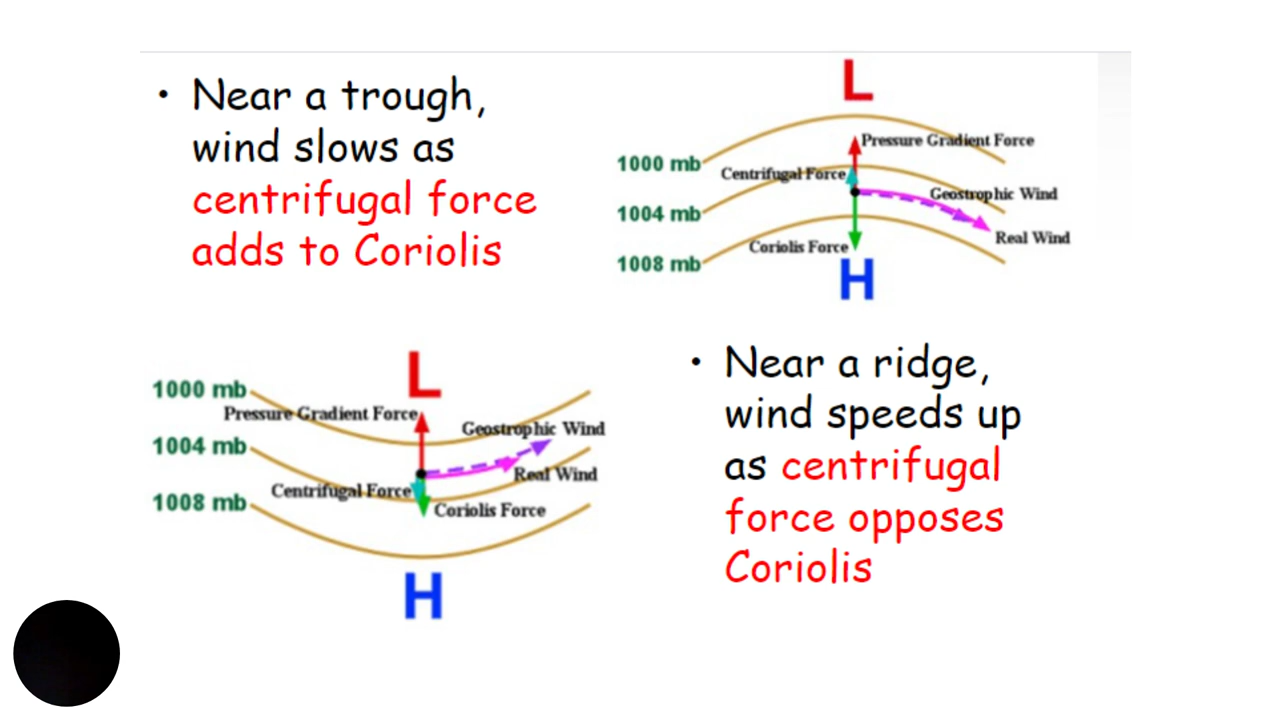 • Near a trough,
wind slows as
centrifugal force
adds to Coriolis
L
Pressure Gradient Force
1000 mb
Centrifugal Force
Geostrophic Wind
1004 mb
Real Wind
Coriolis Force
1008 mb
H
L
1000 mb
Pressure Gradient Force
Geostrophic Wind
1004 mb
Real Wind
Centrifugal Force
1008 mb
Coriolis Force
H
• Near a ridge,
wind speeds up
as centrifugal
force opposes
Coriolis